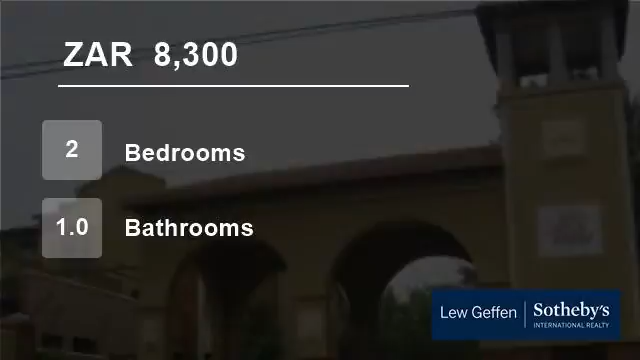 ZAR 8,300
2 Bedrooms
1.0 Bathrooms
Lew Geffen Sotheby's
INTERNATIONAL REALTY